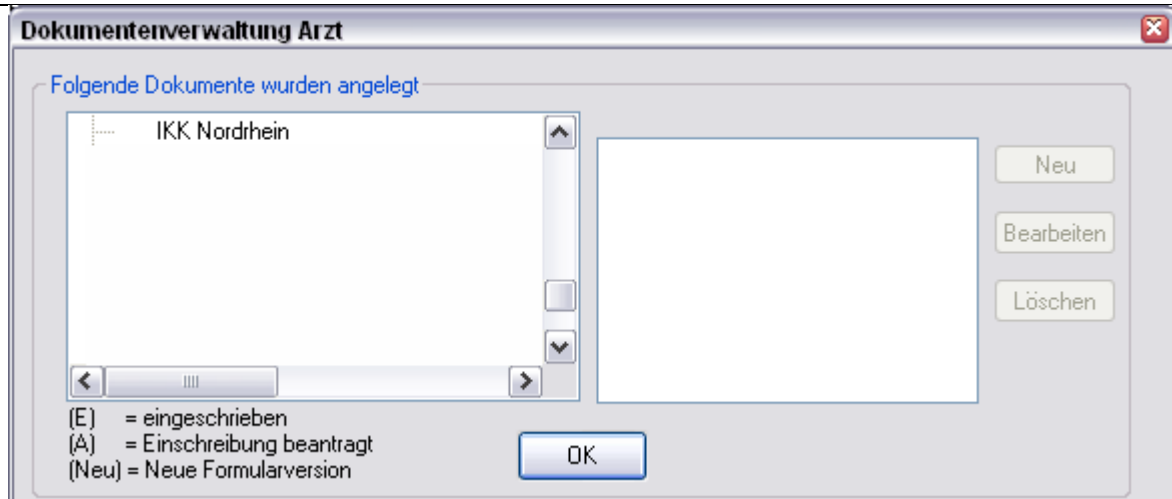 Dokumentenverwaltung Arzt
Folgende Dokumente wurden angelegt
IKK Nordrhein
Neu
Bearbeiten
Löschen
(E) = eingeschrieben
(A) = Einschreibung beantragt
(Neu) = Neue Formularversion
OK